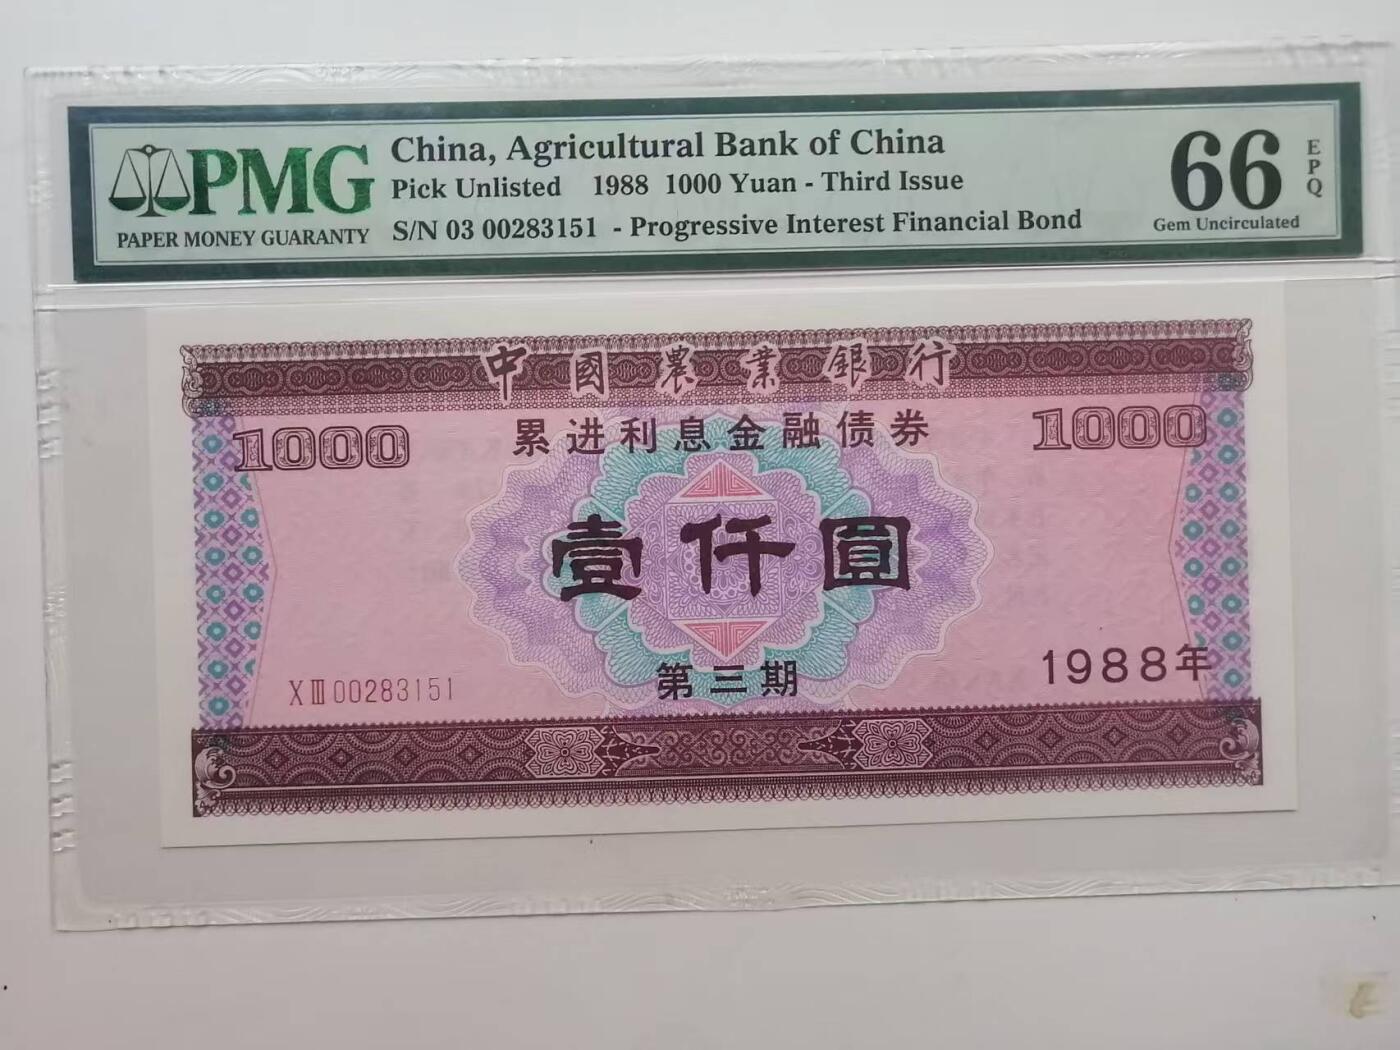 PMG
PAPER MONEY GUARANTY
China, Agricultural Bank of China
Pick Unlisted 1988 1000 Yuan - Third Issue
S/N 03 00283151 - Progressive Interest Financial Bond
66
EPQ
Gem Uncirculated
中國農業銀行
1000 累进利息金融债券 1000
壹仟圓
XⅢ00283151 第三期 1988年